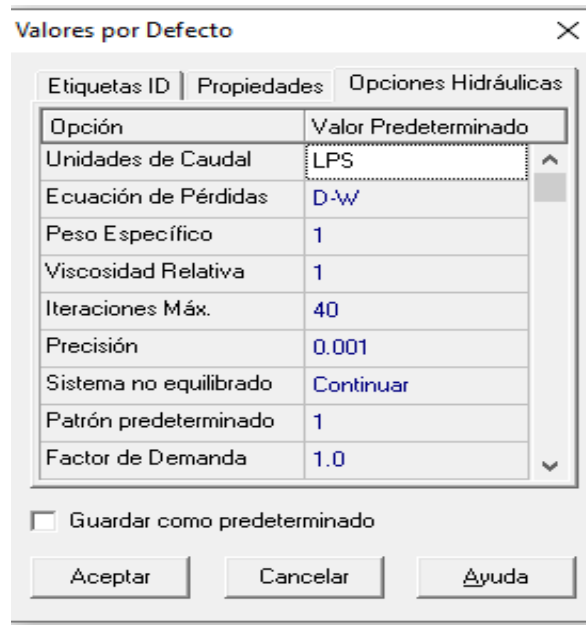 Valores por Defecto
Etiquetas ID Propiedades Opciones Hidráulicas
Opción Valor Predeterminado
Unidades de Caudal LPS
Ecuación de Pérdidas D-W
Peso Específico 1
Viscosidad Relativa 1
Iteraciones Máx. 40
Precisión 0.001
Sistema no equilibrado Continuar
Patrón predeterminado 1
Factor de Demanda 1.0
Guardar como predeterminado
Aceptar Cancelar Ayuda